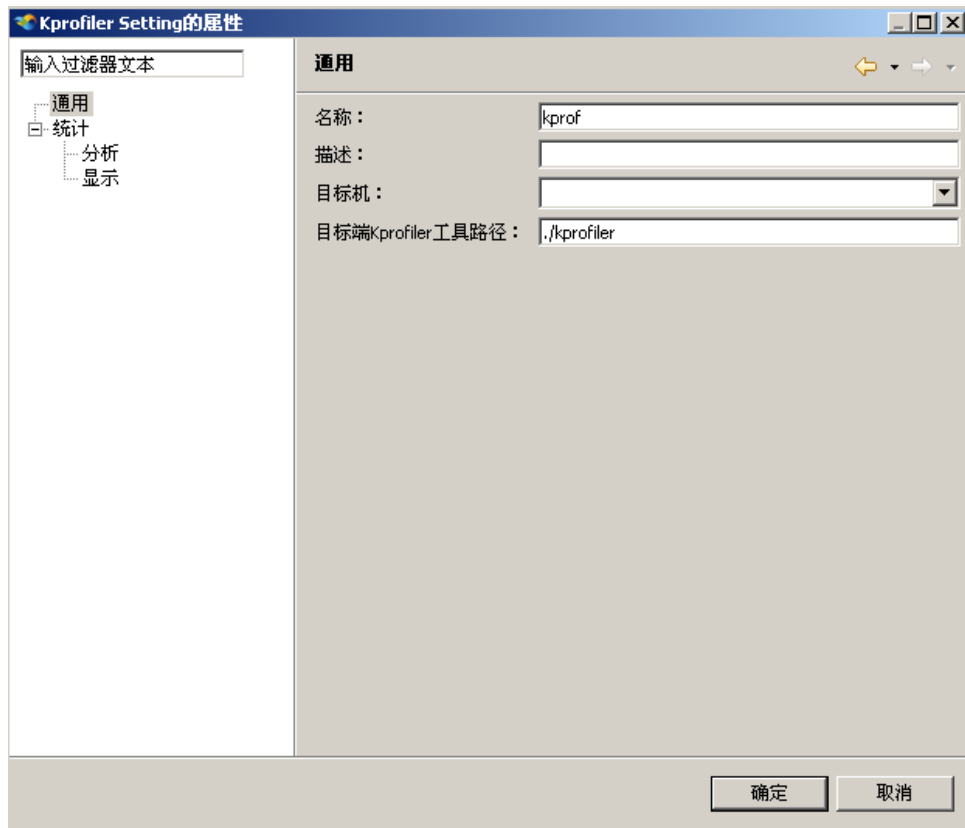 Kprofiler Setting的属性
输入过滤器文本
通用
统计
分析
显示
通用
名称：
kprof
描述：
目标机：
目标端Kprofiler工具路径：
./kprofiler
确定
取消